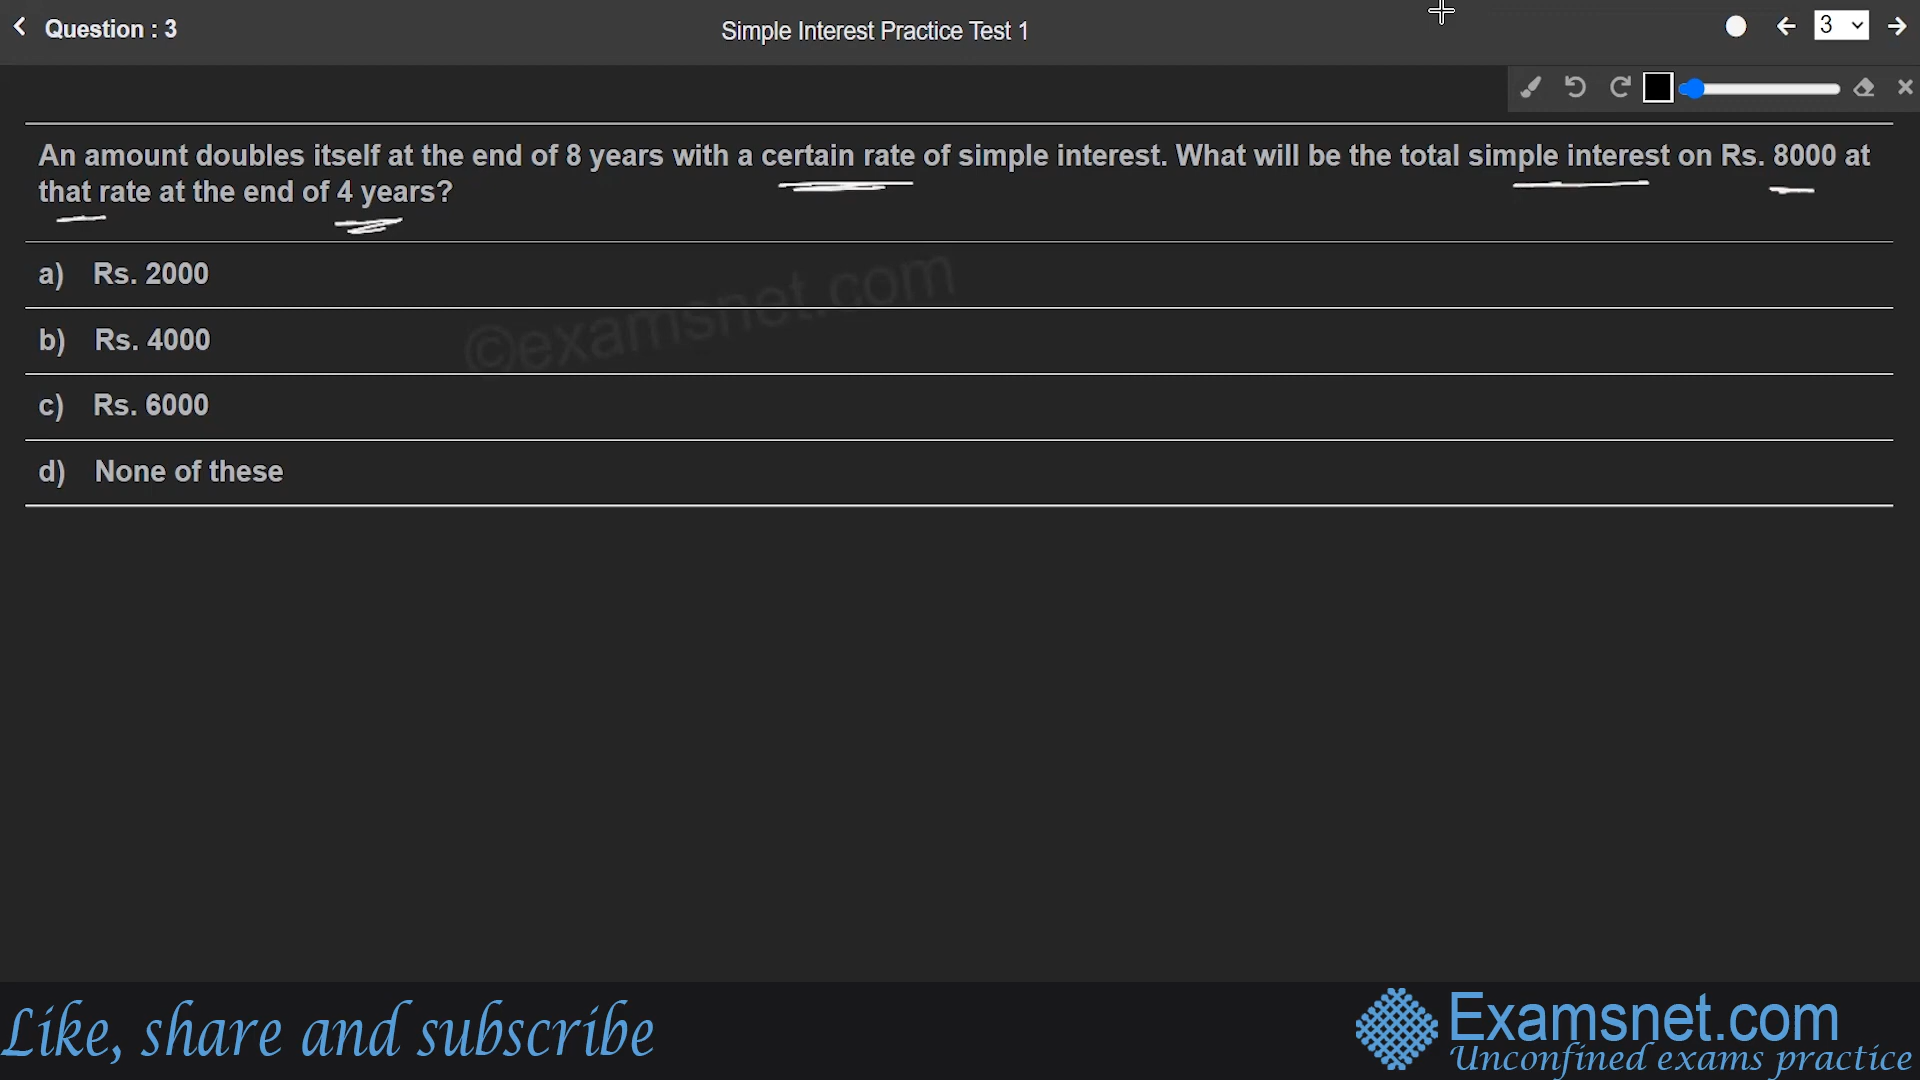 Question : 3
Simple Interest Practice Test 1
3
An amount doubles itself at the end of 8 years with a certain rate of simple interest. What will be the total simple interest on Rs. 8000 at
that rate at the end of 4 years?
a) Rs. 2000
b) Rs. 4000
c) Rs. 6000
d) None of these
©examsnet.com
Like, share and subscribe
Examsnet.com
Unconfined exams practice